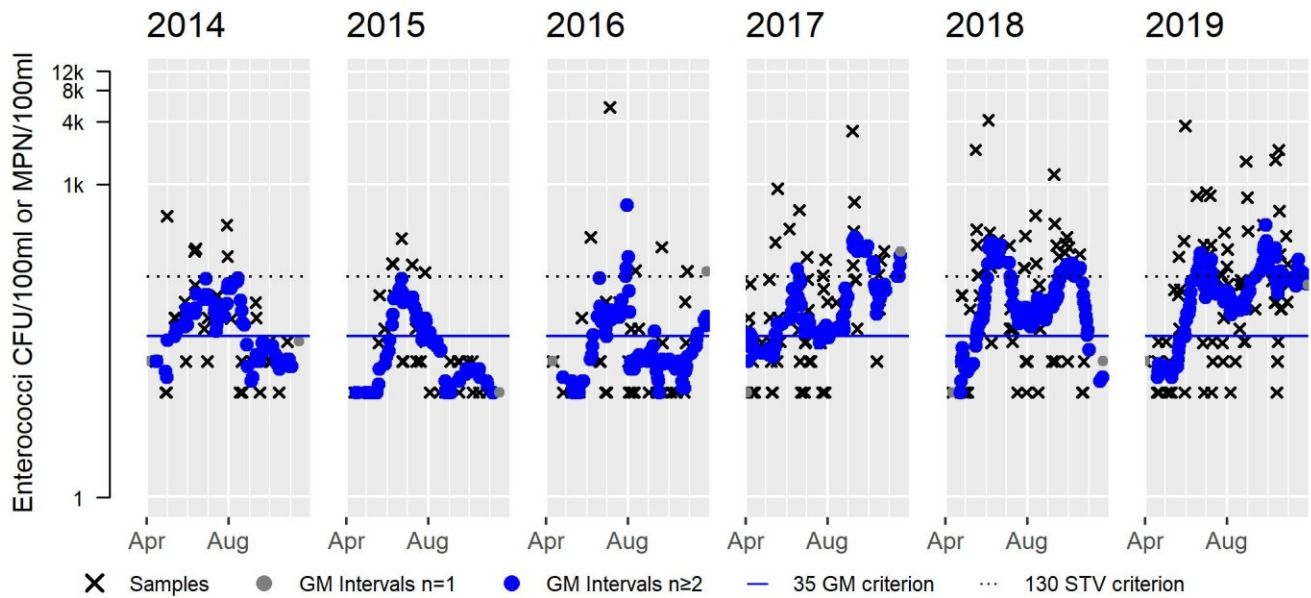 2014 2015 2016 2017 2018 2019
Enterococci CFU/100ml or MPN/100ml
12k
8k
4k
1k
1
Apr Aug Apr Aug Apr Aug Apr Aug Apr Aug Apr Aug
Samples GM Intervals n=1 GM Intervals n≥2 35 GM criterion 130 STV criterion